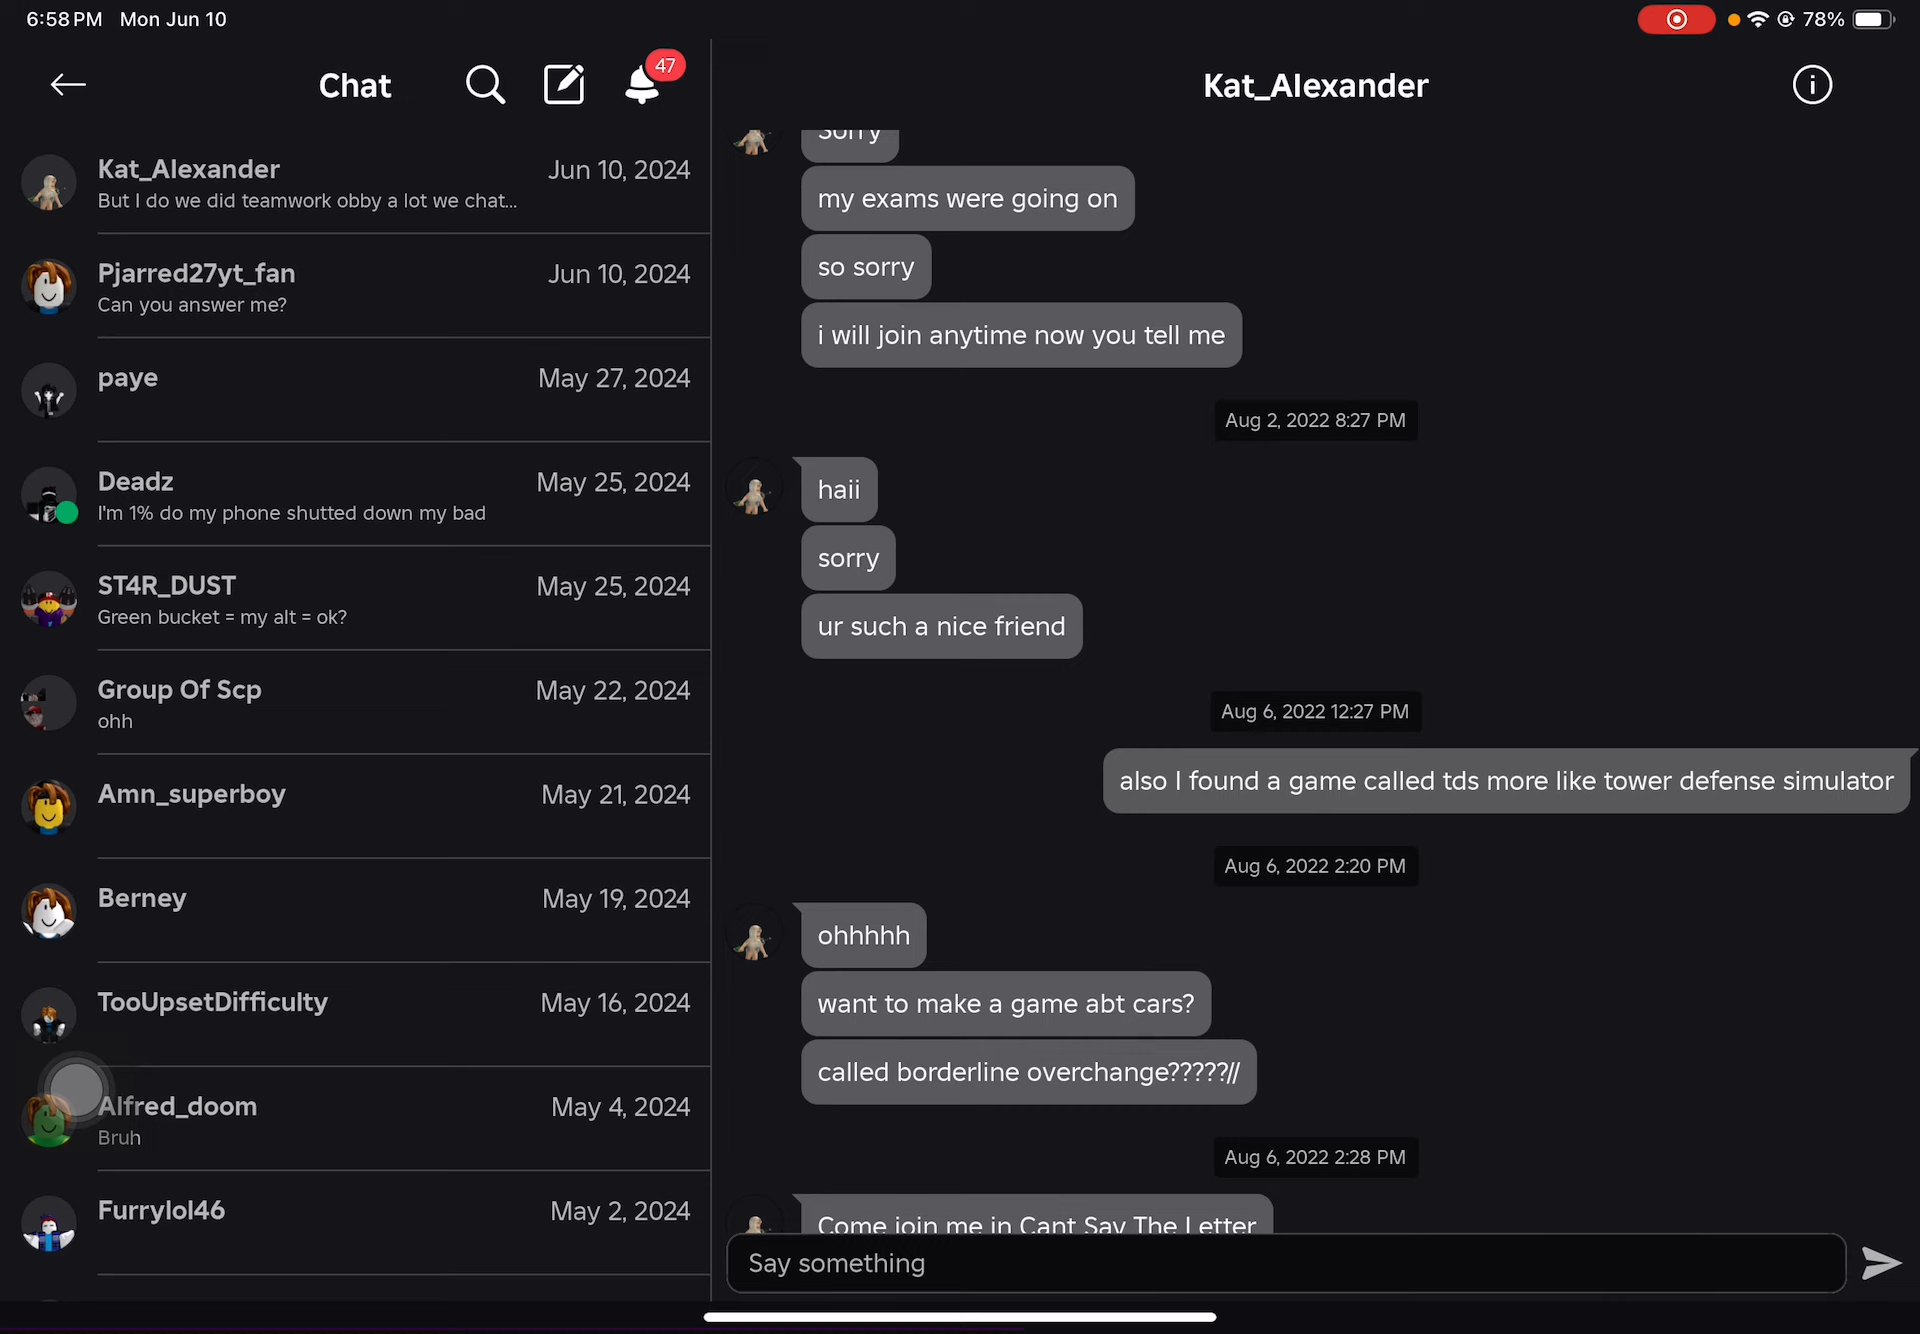 6:58 PM Mon Jun 10
78%
Chat
47
Kat_Alexander Jun 10, 2024
But I do we did teamwork obby a lot we chat...
Pjarred27yt_fan Jun 10, 2024
Can you answer me?
paye May 27, 2024
Deadz May 25, 2024
I'm 1% do my phone shutted down my bad
ST4R_DUST May 25, 2024
Green bucket = my alt = ok?
Group Of Scp May 22, 2024
ohh
Amn_superboy May 21, 2024
Berney May 19, 2024
TooUpsetDifficulty May 16, 2024
Alfred_doom May 4, 2024
Bruh
Furrylol46 May 2, 2024
Kat_Alexander
Sorry
my exams were going on
so sorry
i will join anytime now you tell me
Aug 2, 2022 8:27 PM
haii
sorry
ur such a nice friend
Aug 6, 2022 12:27 PM
also I found a game called tds more like tower defense simulator
Aug 6, 2022 2:20 PM
ohhhhh
want to make a game abt cars?
called borderline overchange?????//
Aug 6, 2022 2:28 PM
Come join me in Cant Say The Letter
Say something